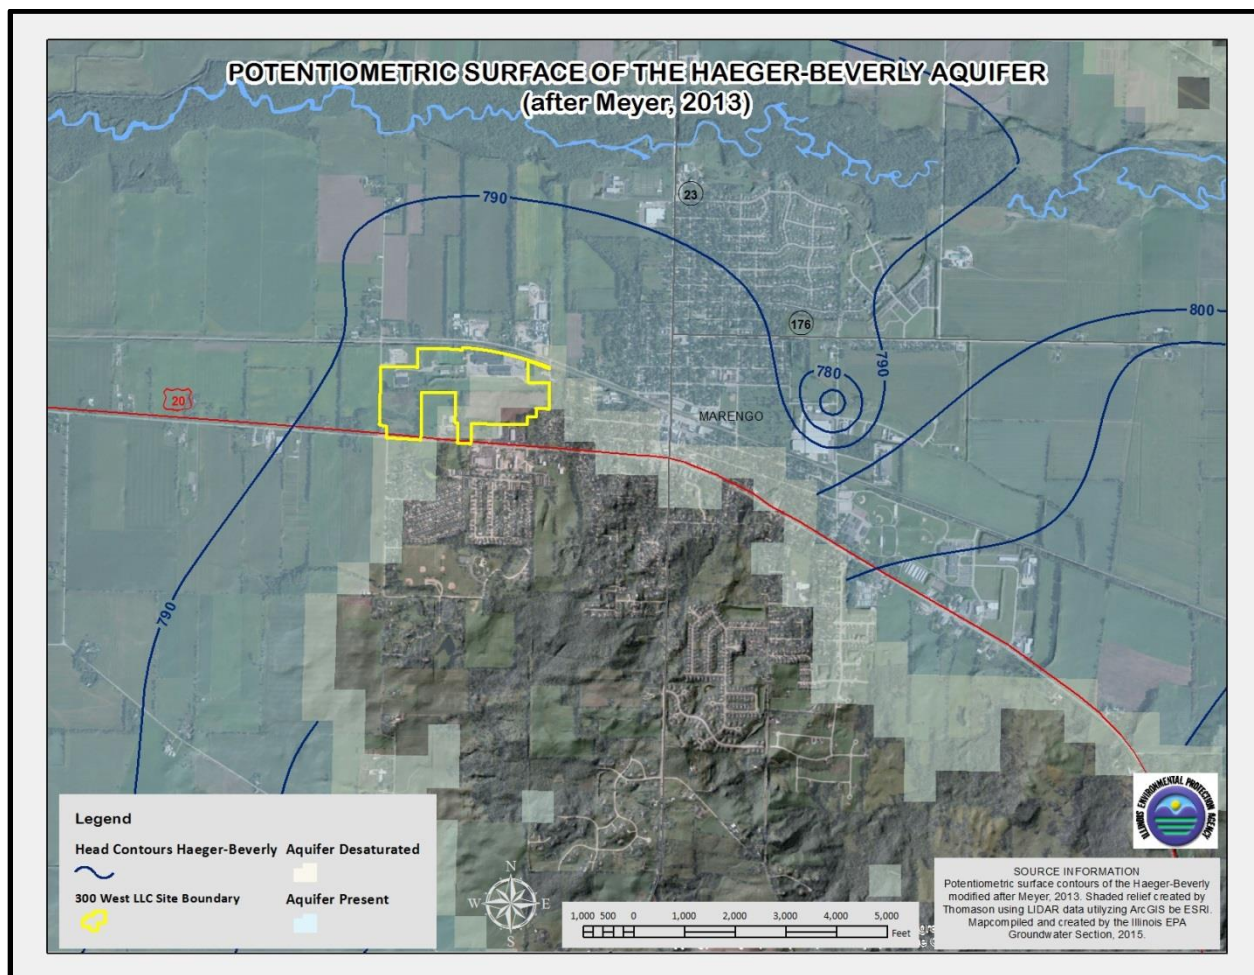 POTENTIOMETRIC SURFACE OF THE HAEGER-BEVERLY AQUIFER
(after Meyer, 2013)
790
23
800
176
780
790
20
MARENGO
790
Legend
Head Contours Haeger-Beverly
Aquifer Desaturated
300 West LLC Site Boundary
Aquifer Present
N
W
E
S
1,000 500 0 1,000 2,000 3,000 4,000 5,000
Feet
ILLINOIS ENVIRONMENTAL PROTECTION AGENCY
SOURCE INFORMATION
Potentiometric surface contours of the Haeger-Beverly
modified after Meyer, 2013. Shaded relief created by
Thomason using LIDAR data utilyzing ArcGIS be ESRI.
Mapcompiled and created by the Illinois EPA
Groundwater Section, 2015.